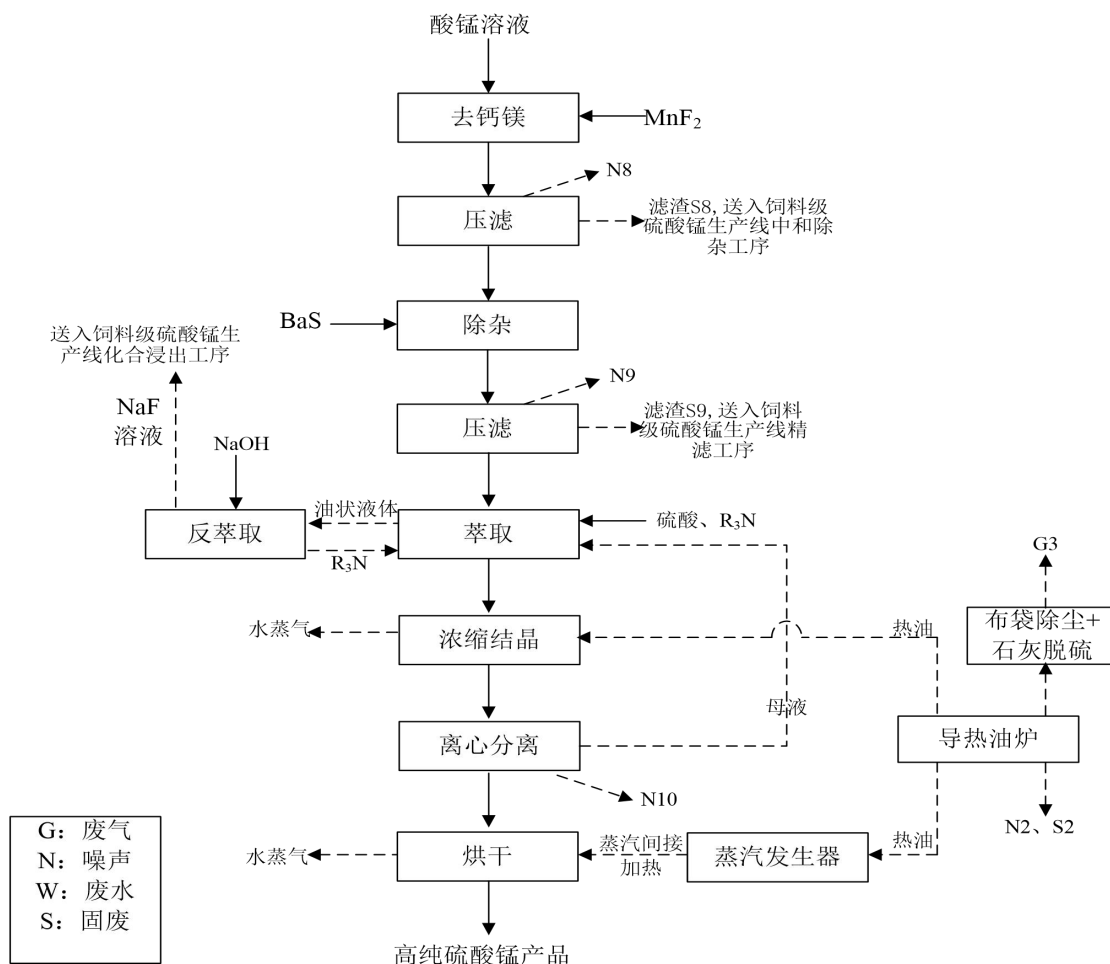 酸锰溶液
去钙镁
MnF₂
N8
压滤
滤渣S8,送入饲料级
硫酸锰生产线中和除
杂工序
BaS
除杂
送入饲料级硫酸锰生
产线化合浸出工序
N9
NaF
溶液
压滤
滤渣S9,送入饲料
级硫酸锰生产线精
滤工序
NaOH
油状液体
反萃取
萃取
硫酸、R₃N
R₃N
G3
水蒸气
浓缩结晶
热油
布袋除尘+
石灰脱硫
母液
离心分离
导热油炉
N10
N2、S2
G：废气
N：噪声
W：废水
S：固废
水蒸气
烘干
蒸汽间接
加热
蒸汽发生器
热油
高纯硫酸锰产品